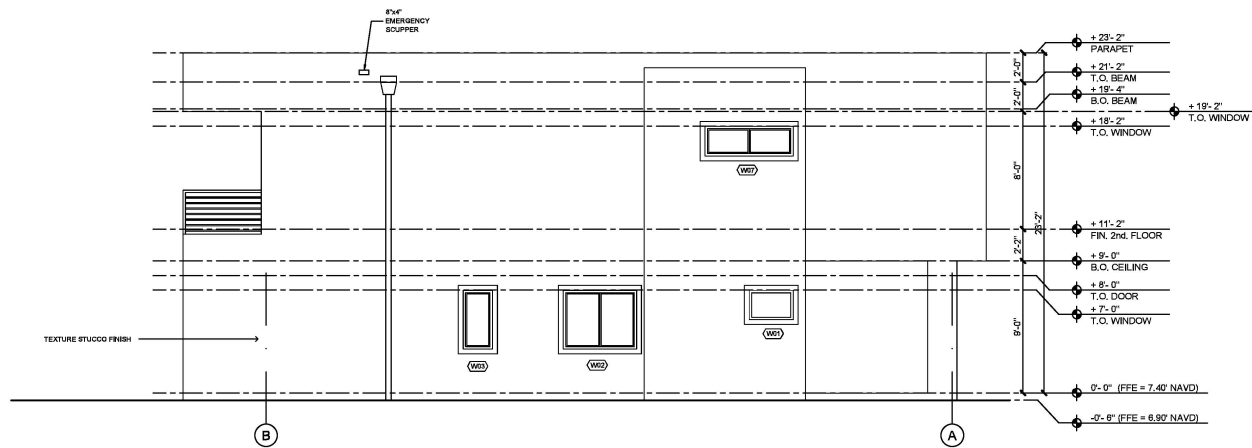 8"x4"
EMERGENCY
SCUPPER
+ 23'- 2"
PARAPET
+ 21'- 2"
T.O. BEAM
+ 19'- 4"
B.O. BEAM
+ 19'- 2"
T.O. WINDOW
+ 18'- 2"
T.O. WINDOW
2'-0"
2'-0"
8'-0"
23'-2"
2'-2"
9'-0"
W07
+ 11'- 2"
FIN. 2nd. FLOOR
+ 9'- 0"
B.O. CEILING
+ 8'- 0"
T.O. DOOR
+ 7'- 0"
T.O. WINDOW
W01
TEXTURE STUCCO FINISH
W03
W02
0'- 0" (FFE = 7.40' NAVD)
-0'- 6" (FFE = 6.90' NAVD)
B
A